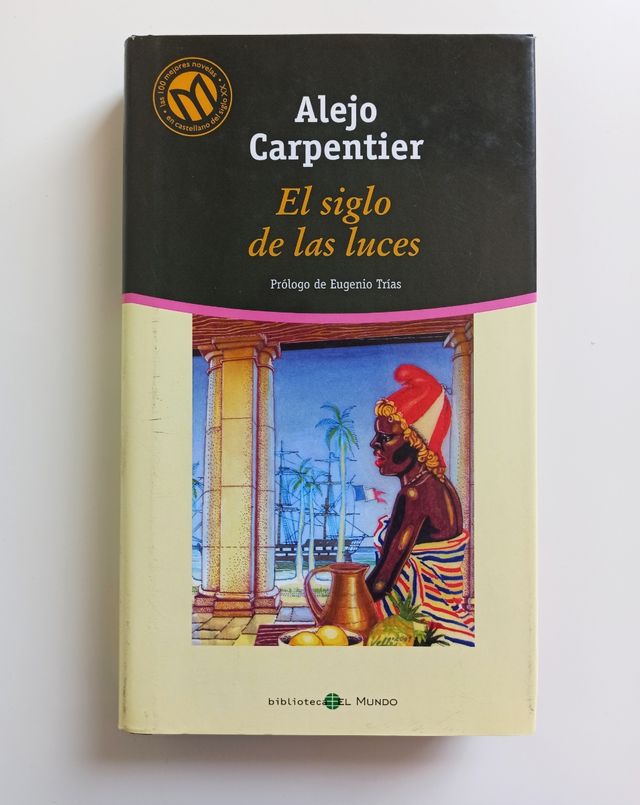 las 100 mejores novelas
en castellano del siglo XX
Alejo
Carpentier
El siglo
de las luces
Prólogo de Eugenio Trías
biblioteca EL MUNDO